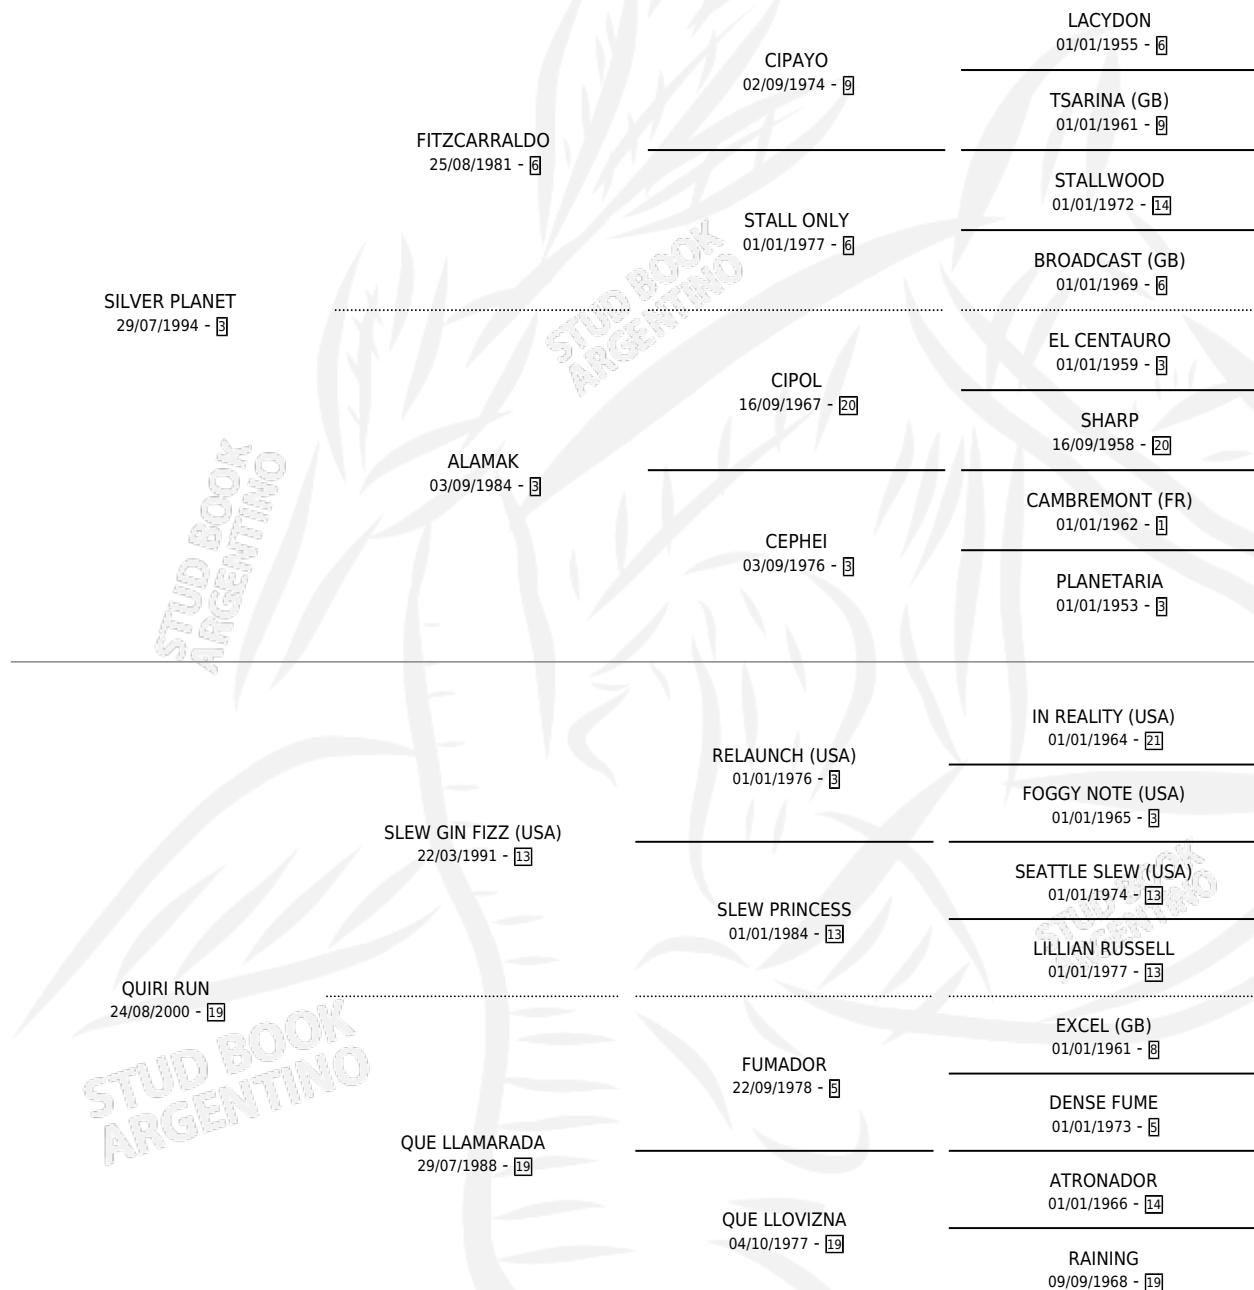 LACYDON
01/01/1955 - 6
CIPAYO
02/09/1974 - 9
TSARINA (GB)
01/01/1961 - 9
FITZCARRALDO
25/08/1981 - 6
STALLWOOD
01/01/1972 - 14
STALL ONLY
01/01/1977 - 6
BROADCAST (GB)
01/01/1969 - 6
SILVER PLANET
29/07/1994 - 3
EL CENTAURO
01/01/1959 - 3
CIPOL
16/09/1967 - 20
SHARP
16/09/1958 - 20
ALAMAK
03/09/1984 - 3
CAMBREMONT (FR)
01/01/1962 - 1
CEPHEI
03/09/1976 - 3
PLANETARIA
01/01/1953 - 3
IN REALITY (USA)
01/01/1964 - 21
RELAUNCH (USA)
01/01/1976 - 3
FOGGY NOTE (USA)
01/01/1965 - 3
SLEW GIN FIZZ (USA)
22/03/1991 - 13
SEATTLE SLEW (USA)
01/01/1974 - 13
SLEW PRINCESS
01/01/1984 - 13
LILLIAN RUSSELL
01/01/1977 - 13
QUIRI RUN
24/08/2000 - 19
EXCEL (GB)
01/01/1961 - 8
FUMADOR
22/09/1978 - 5
DENSE FUME
01/01/1973 - 5
QUE LLAMARADA
29/07/1988 - 19
ATRONADOR
01/01/1966 - 14
QUE LLOVIZNA
04/10/1977 - 19
RAINING
09/09/1968 - 19
STUD BOOK
ARGENTINO
STUD BOOK
ARGENTINO
STUD BOOK
ARGENTINO
STUD BOOK
ARGENTINO